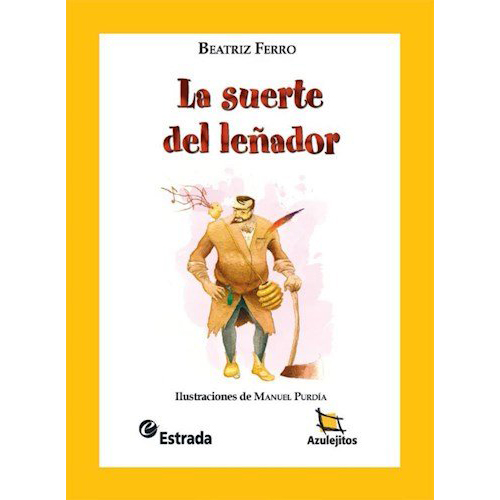 BEATRIZ FERRO
La suerte
del leñador
Ilustraciones de MANUEL PURDÍA
e Estrada
Azulejitos